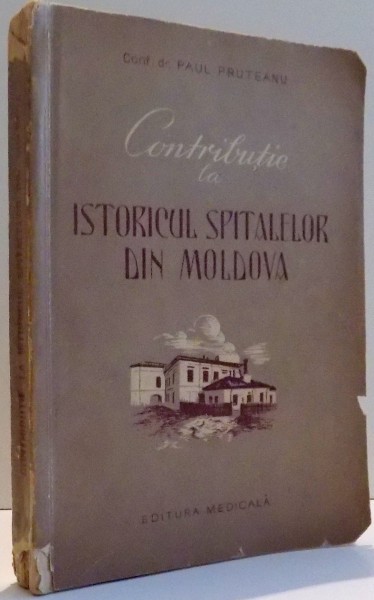 Conf. dr. PAUL PRUTEANU
Contribuție
la
ISTORICUL SPITALELOR
DIN MOLDOVA
EDITURA MEDICALĂ